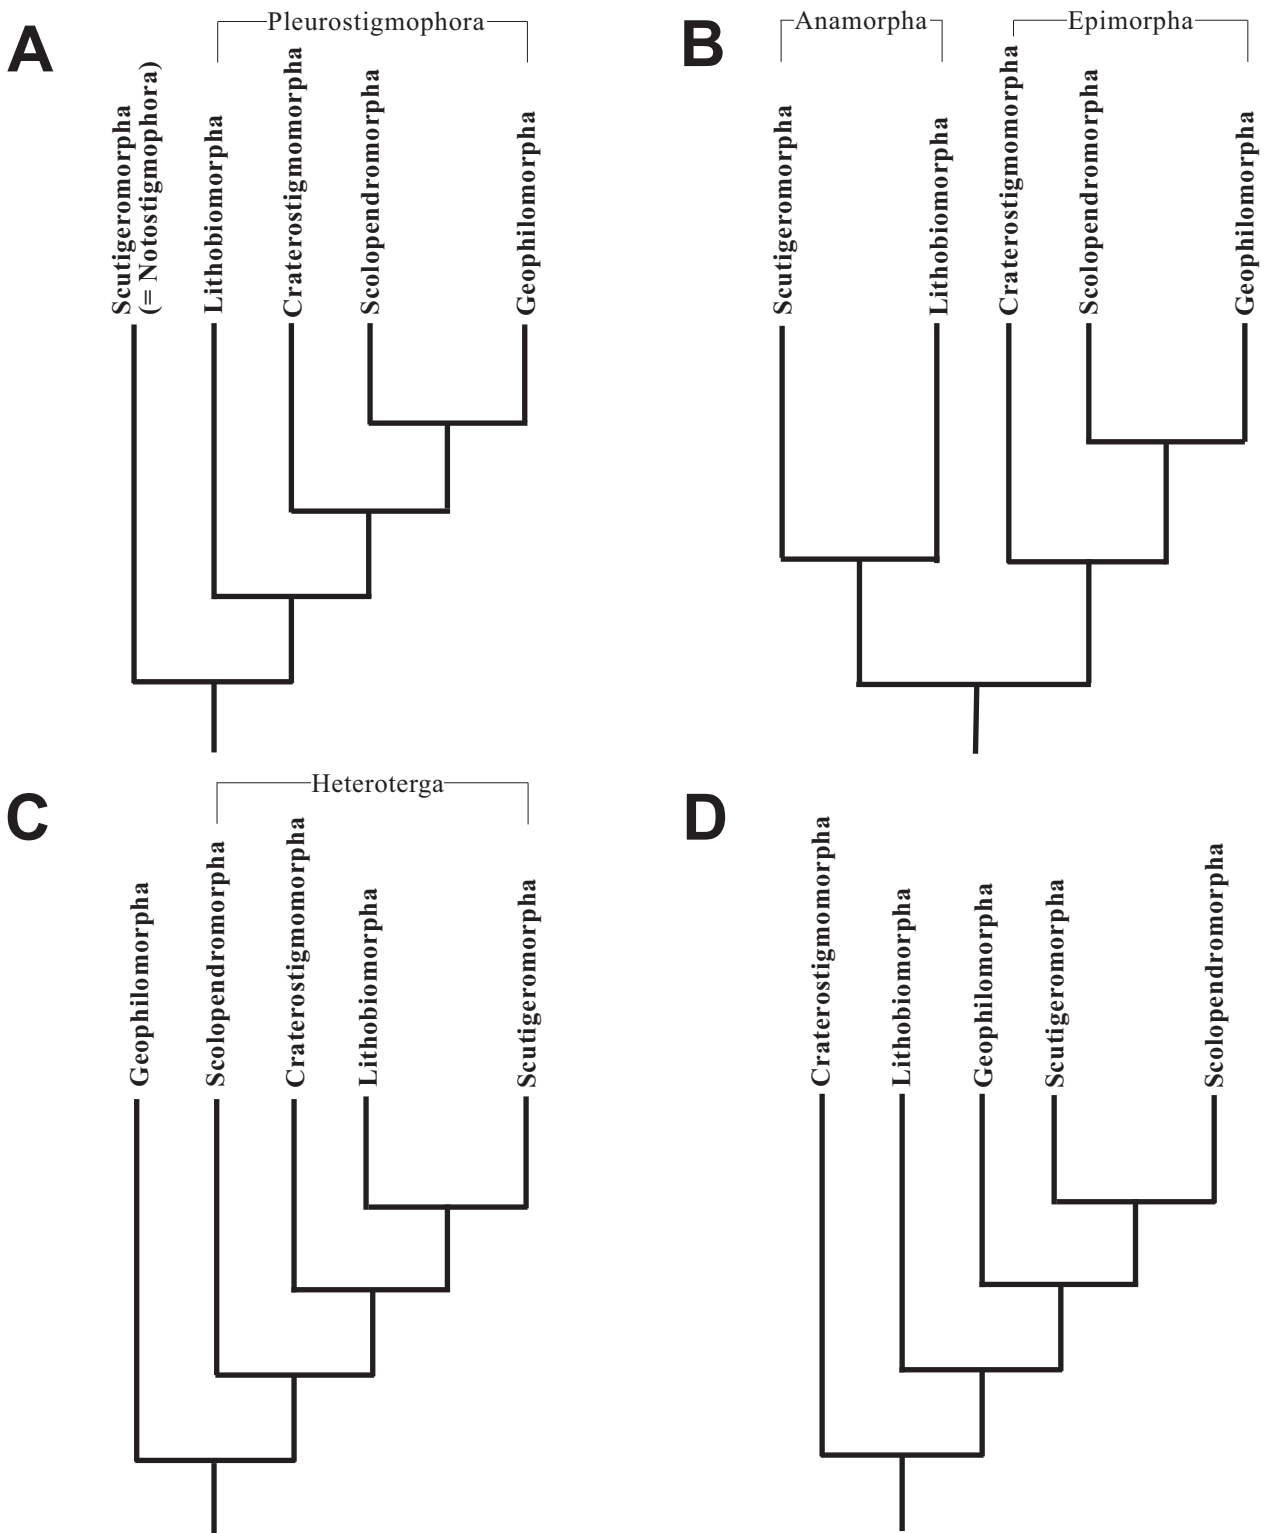 A
Pleurostigmophora
Scutigeromorpha
(= Notostigmophora)
Lithobiomorpha
Craterostigmomorpha
Scolopendromorpha
Geophilomorpha
B
Anamorpha
Epimorpha
Scutigeromorpha
Lithobiomorpha
Craterostigmomorpha
Scolopendromorpha
Geophilomorpha
C
Heteroterga
Geophilomorpha
Scolopendromorpha
Craterostigmomorpha
Lithobiomorpha
Scutigeromorpha
D
Craterostigmomorpha
Lithobiomorpha
Geophilomorpha
Scutigeromorpha
Scolopendromorpha